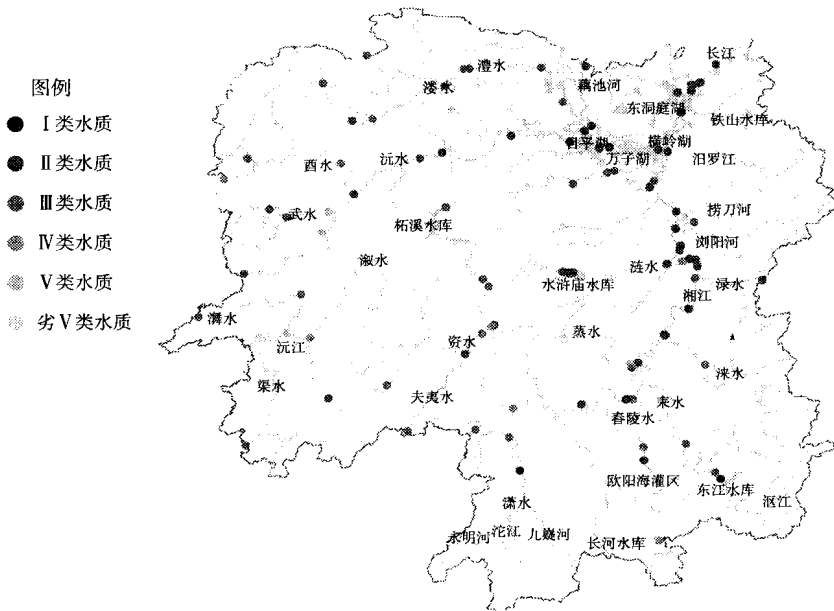 图例
Ⅰ类水质
Ⅱ类水质
Ⅲ类水质
Ⅳ类水质
Ⅴ类水质
劣Ⅴ类水质
长江
澧水
溇水
藕池河
东洞庭湖
铁山水库
目平湖
横岭湖
万子湖
汨罗江
酉水
沅水
武水
柘溪水库
捞刀河
浏阳河
溆水
涟水
水浒庙水库
渌水
湘江
潕水
蒸水
沅江
资水
洣水
渠水
夫夷水
耒水
舂陵水
欧阳海灌区
东江水库
沤江
潇水
永明河
沱江
九嶷河
长河水库